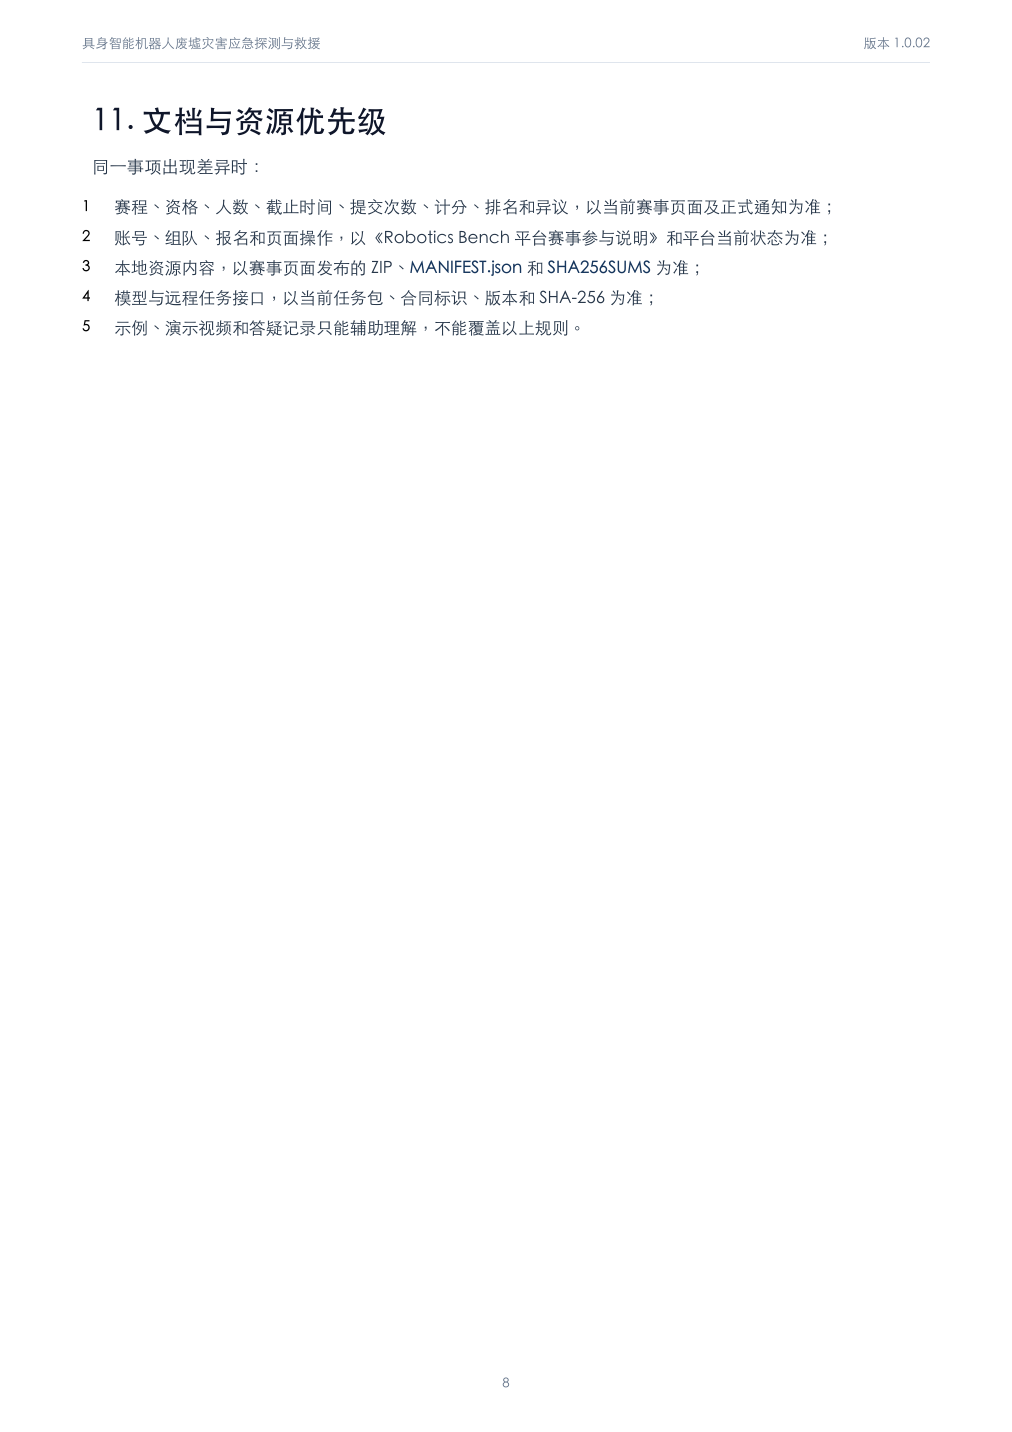 具身智能机器人废墟灾害应急探测与救援
版本 1.0.02
11. 文档与资源优先级
同一事项出现差异时：
1 赛程、资格、人数、截止时间、提交次数、计分、排名和异议，以当前赛事页面及正式通知为准；
2 账号、组队、报名和页面操作，以《Robotics Bench 平台赛事参与说明》和平台当前状态为准；
3 本地资源内容，以赛事页面发布的 ZIP、MANIFEST.json 和 SHA256SUMS 为准；
4 模型与远程任务接口，以当前任务包、合同标识、版本和 SHA-256 为准；
5 示例、演示视频和答疑记录只能辅助理解，不能覆盖以上规则。
8